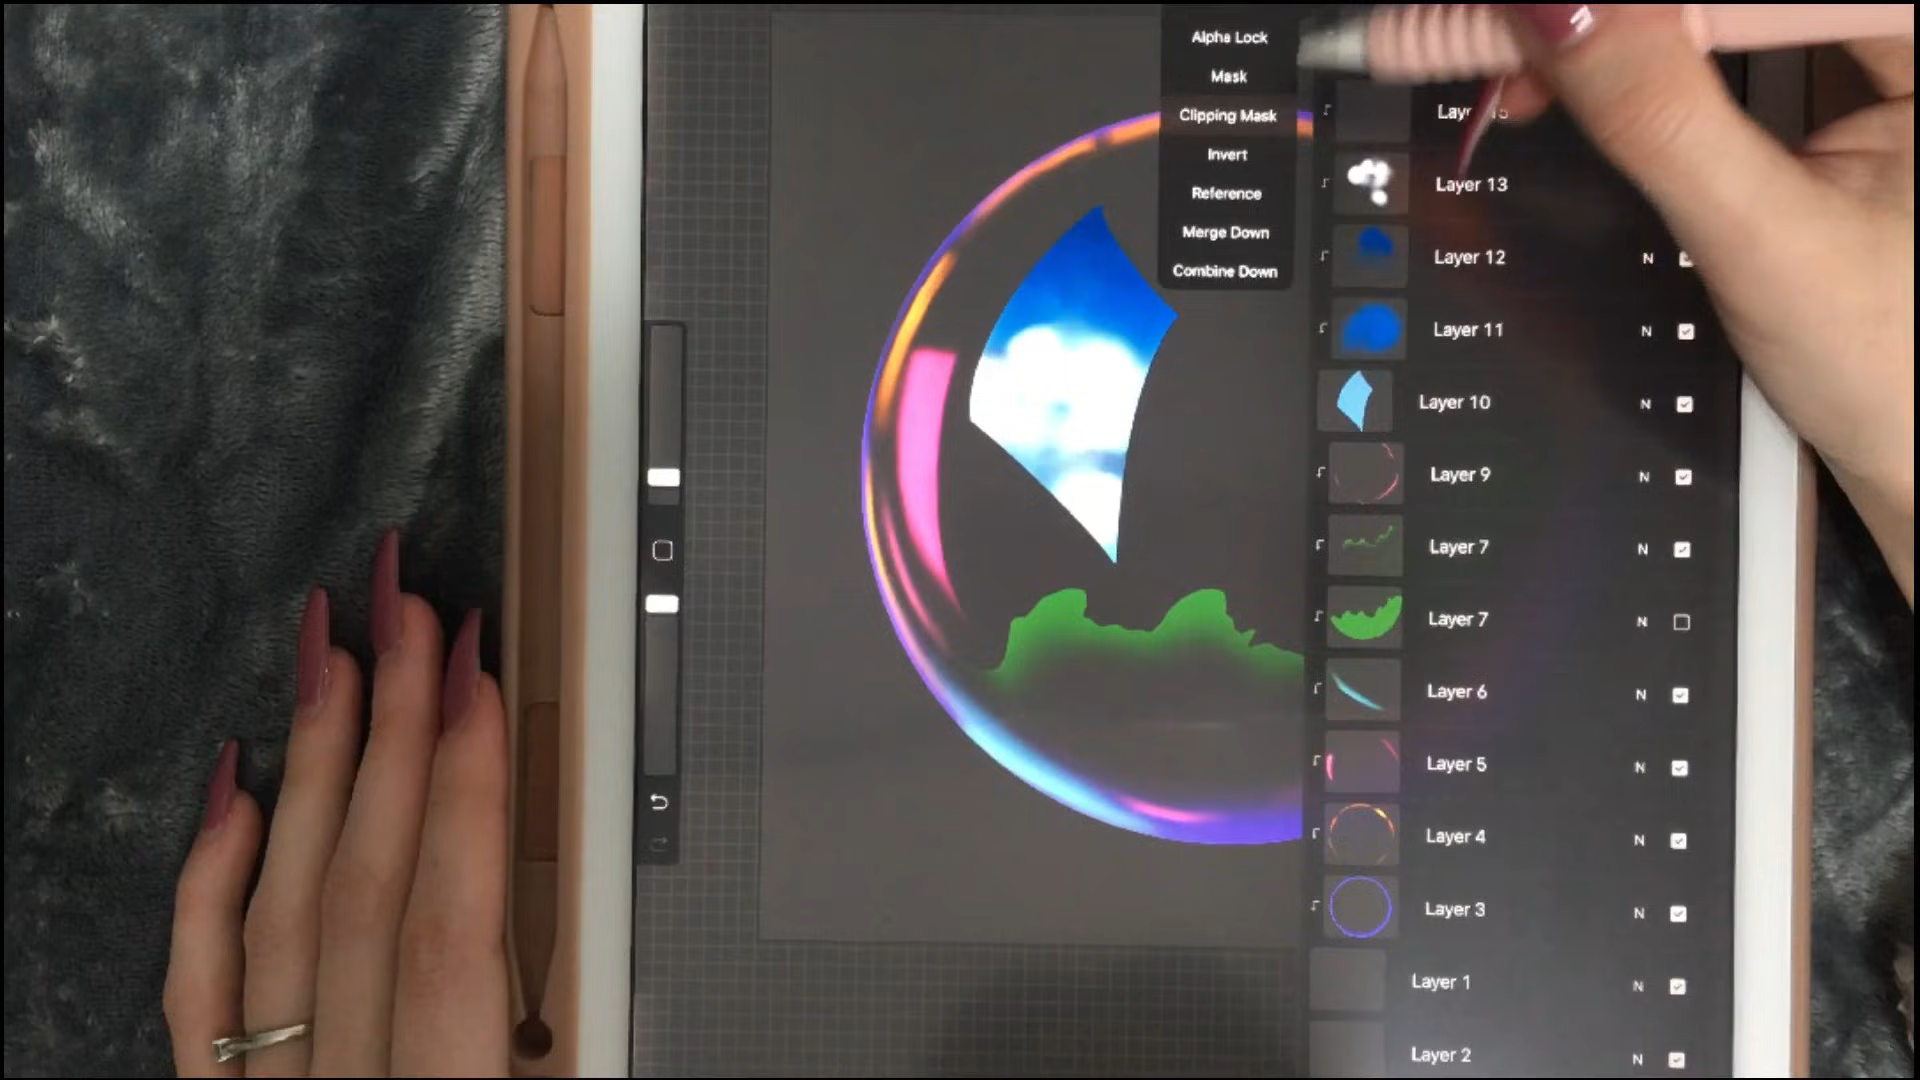 Alpha Lock
Mask
Clipping Mask
Invert
Reference
Merge Down
Combine Down
Layer 13
Layer 12 N
Layer 11 N
Layer 10 N
Layer 9 N
Layer 7 N
Layer 7 N
Layer 6 N
Layer 5 N
Layer 4 N
Layer 3 N
Layer 1 N
Layer 2 N